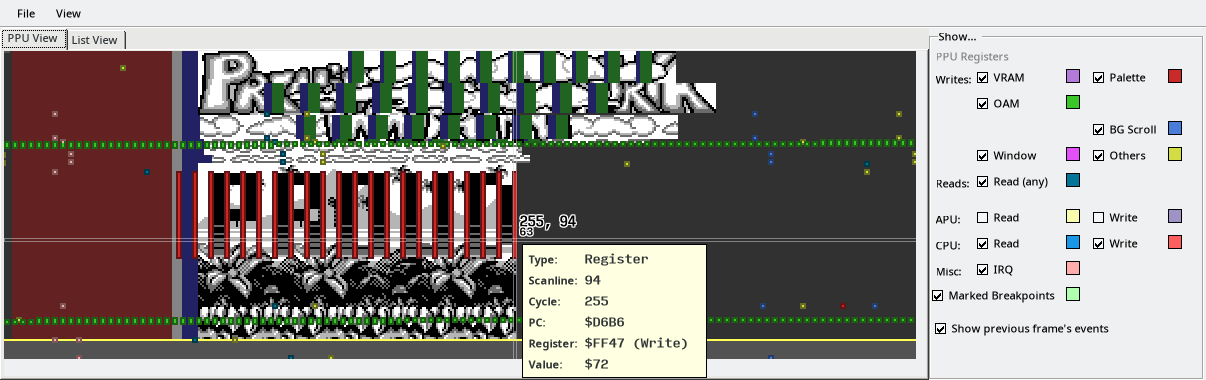 File View
PPU View List View
Show...
PPU Registers
Writes: VRAM Palette
OAM
BG Scroll
Window Others
Reads: Read (any)
APU: Read Write
CPU: Read Write
Misc: IRQ
Marked Breakpoints
Show previous frame's events
255, 94
63
Type: Register
Scanline: 94
Cycle: 255
PC: $D6B6
Register: $FF47 (Write)
Value: $72